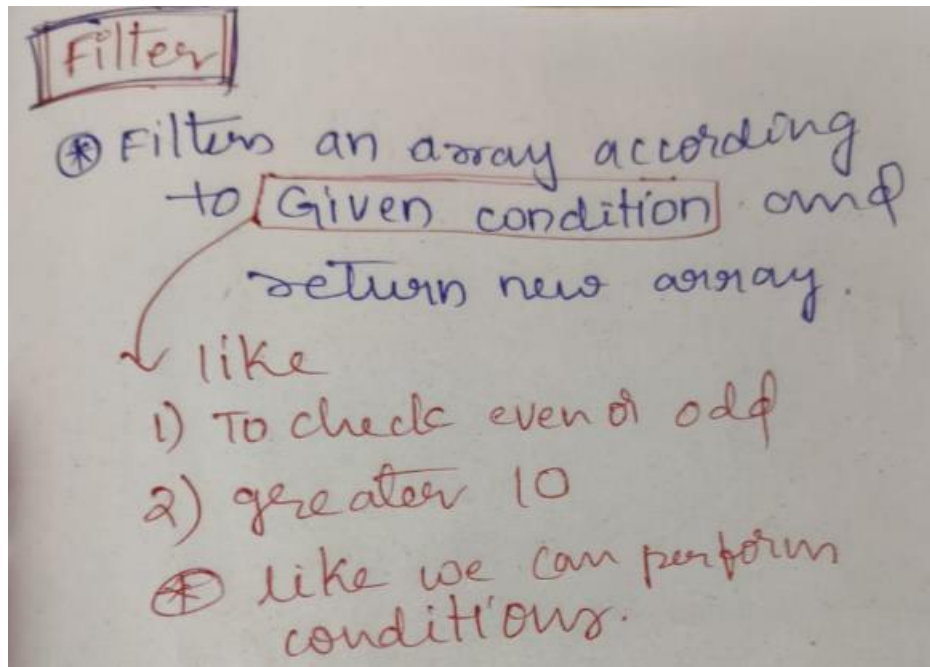 Filter
⊛ Filters an array according
to Given condition and
return new array.
like
1) To check even or odd
2) greater 10
⊛ like we can perform
conditions.